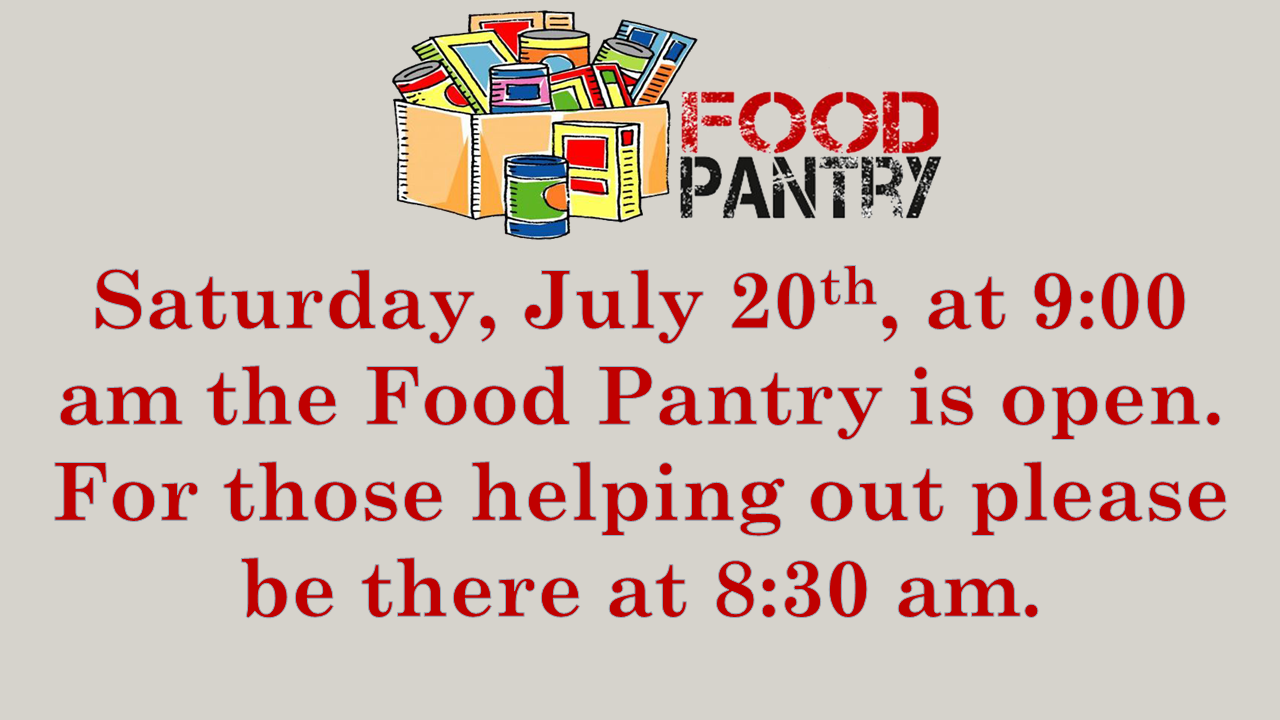 FOOD
PANTRY
Saturday, July 20th, at 9:00
am the Food Pantry is open.
For those helping out please
be there at 8:30 am.